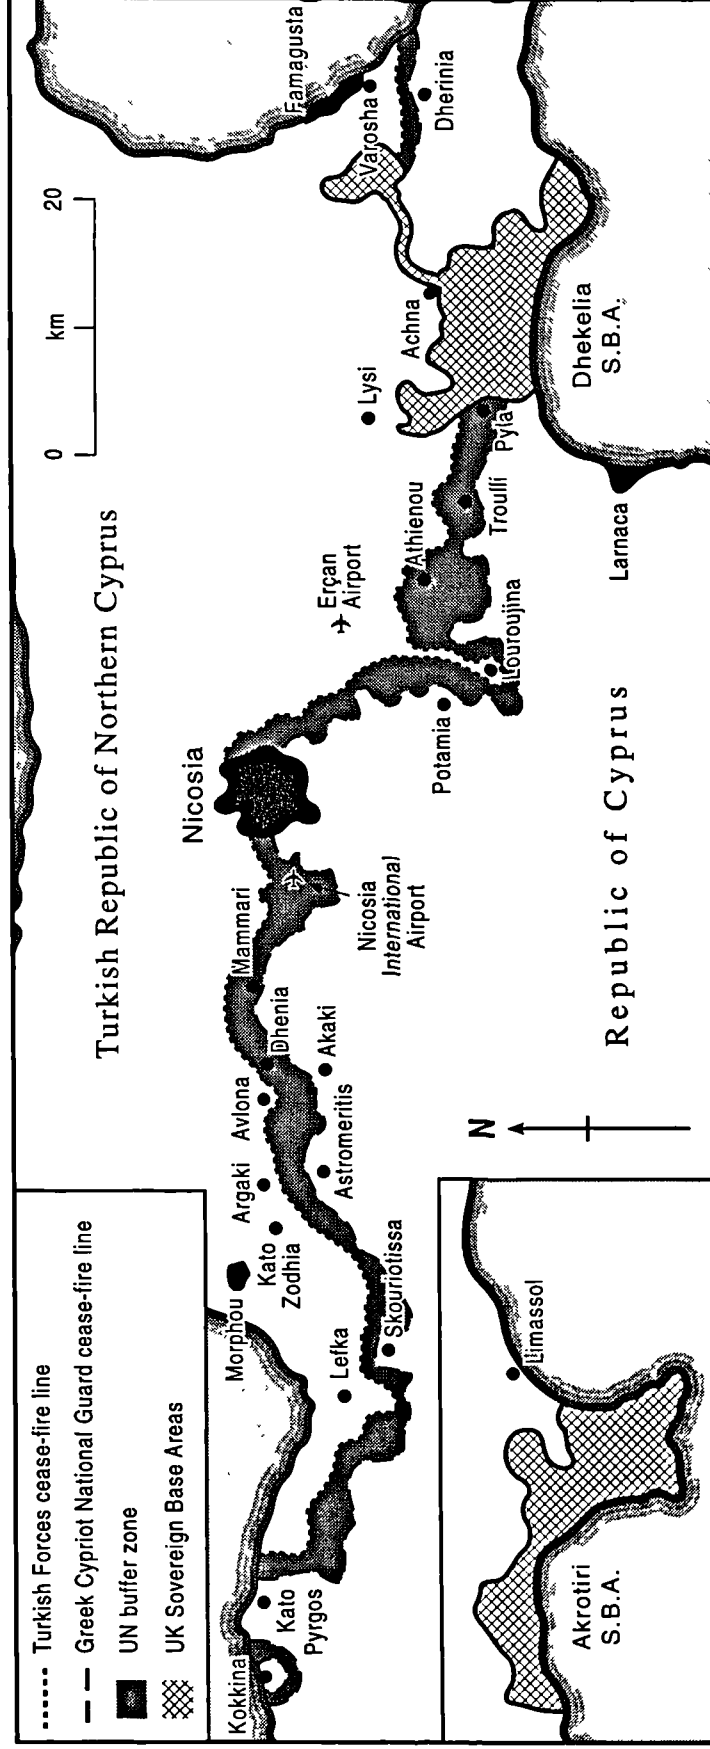 Turkish Forces cease-fire line
Greek Cypriot National Guard cease-fire line
UN buffer zone
UK Sovereign Base Areas
0
km
20
Turkish Republic of Northern Cyprus
Nicosia
Kokkina
Kato
Pyrgos
Morphou
Lefka
Kato
Zodhia
Skouriotissa
Argaki
Avlona
Astromeritis
Dhenia
Akaki
Mammari
Nicosia
International
Airport
Potamia
Louroujina
Erçan
Airport
Athienou
Troulli
Pyla
Lysi
Achna
Famagusta
Varosha
Dherinia
Larnaca
Dhekelia
S.B.A.
Republic of Cyprus
N
Limassol
Akrotiri
S.B.A.